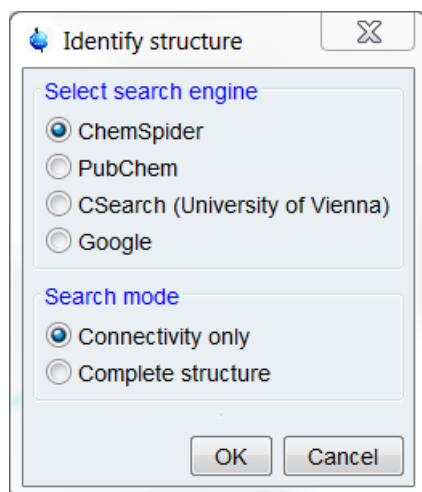 Identify structure
Select search engine
ChemSpider
PubChem
CSearch (University of Vienna)
Google
Search mode
Connectivity only
Complete structure
OK Cancel